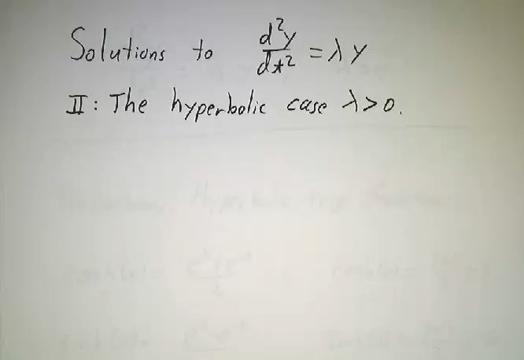 Solutions to d²y/dx² = λy
II: The hyperbolic case λ>0.